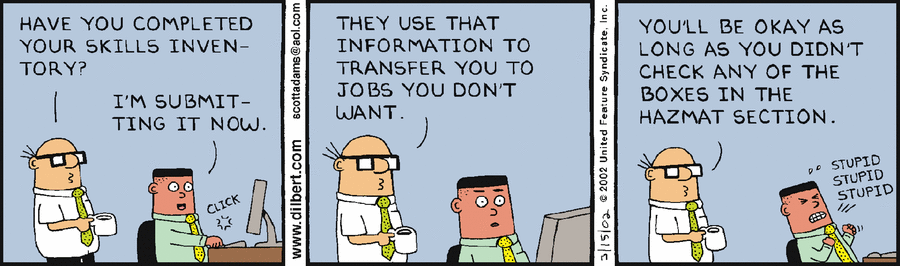 HAVE YOU COMPLETED
YOUR SKILLS INVEN-
TORY?
I'M SUBMIT-
TING IT NOW.
CLICK
www.dilbert.com
scottadams@aol.com
THEY USE THAT
INFORMATION TO
TRANSFER YOU TO
JOBS YOU DON'T
WANT.
2/15/02 © 2002 United Feature Syndicate, Inc.
YOU'LL BE OKAY AS
LONG AS YOU DIDN'T
CHECK ANY OF THE
BOXES IN THE
HAZMAT SECTION.
STUPID
STUPID
STUPID